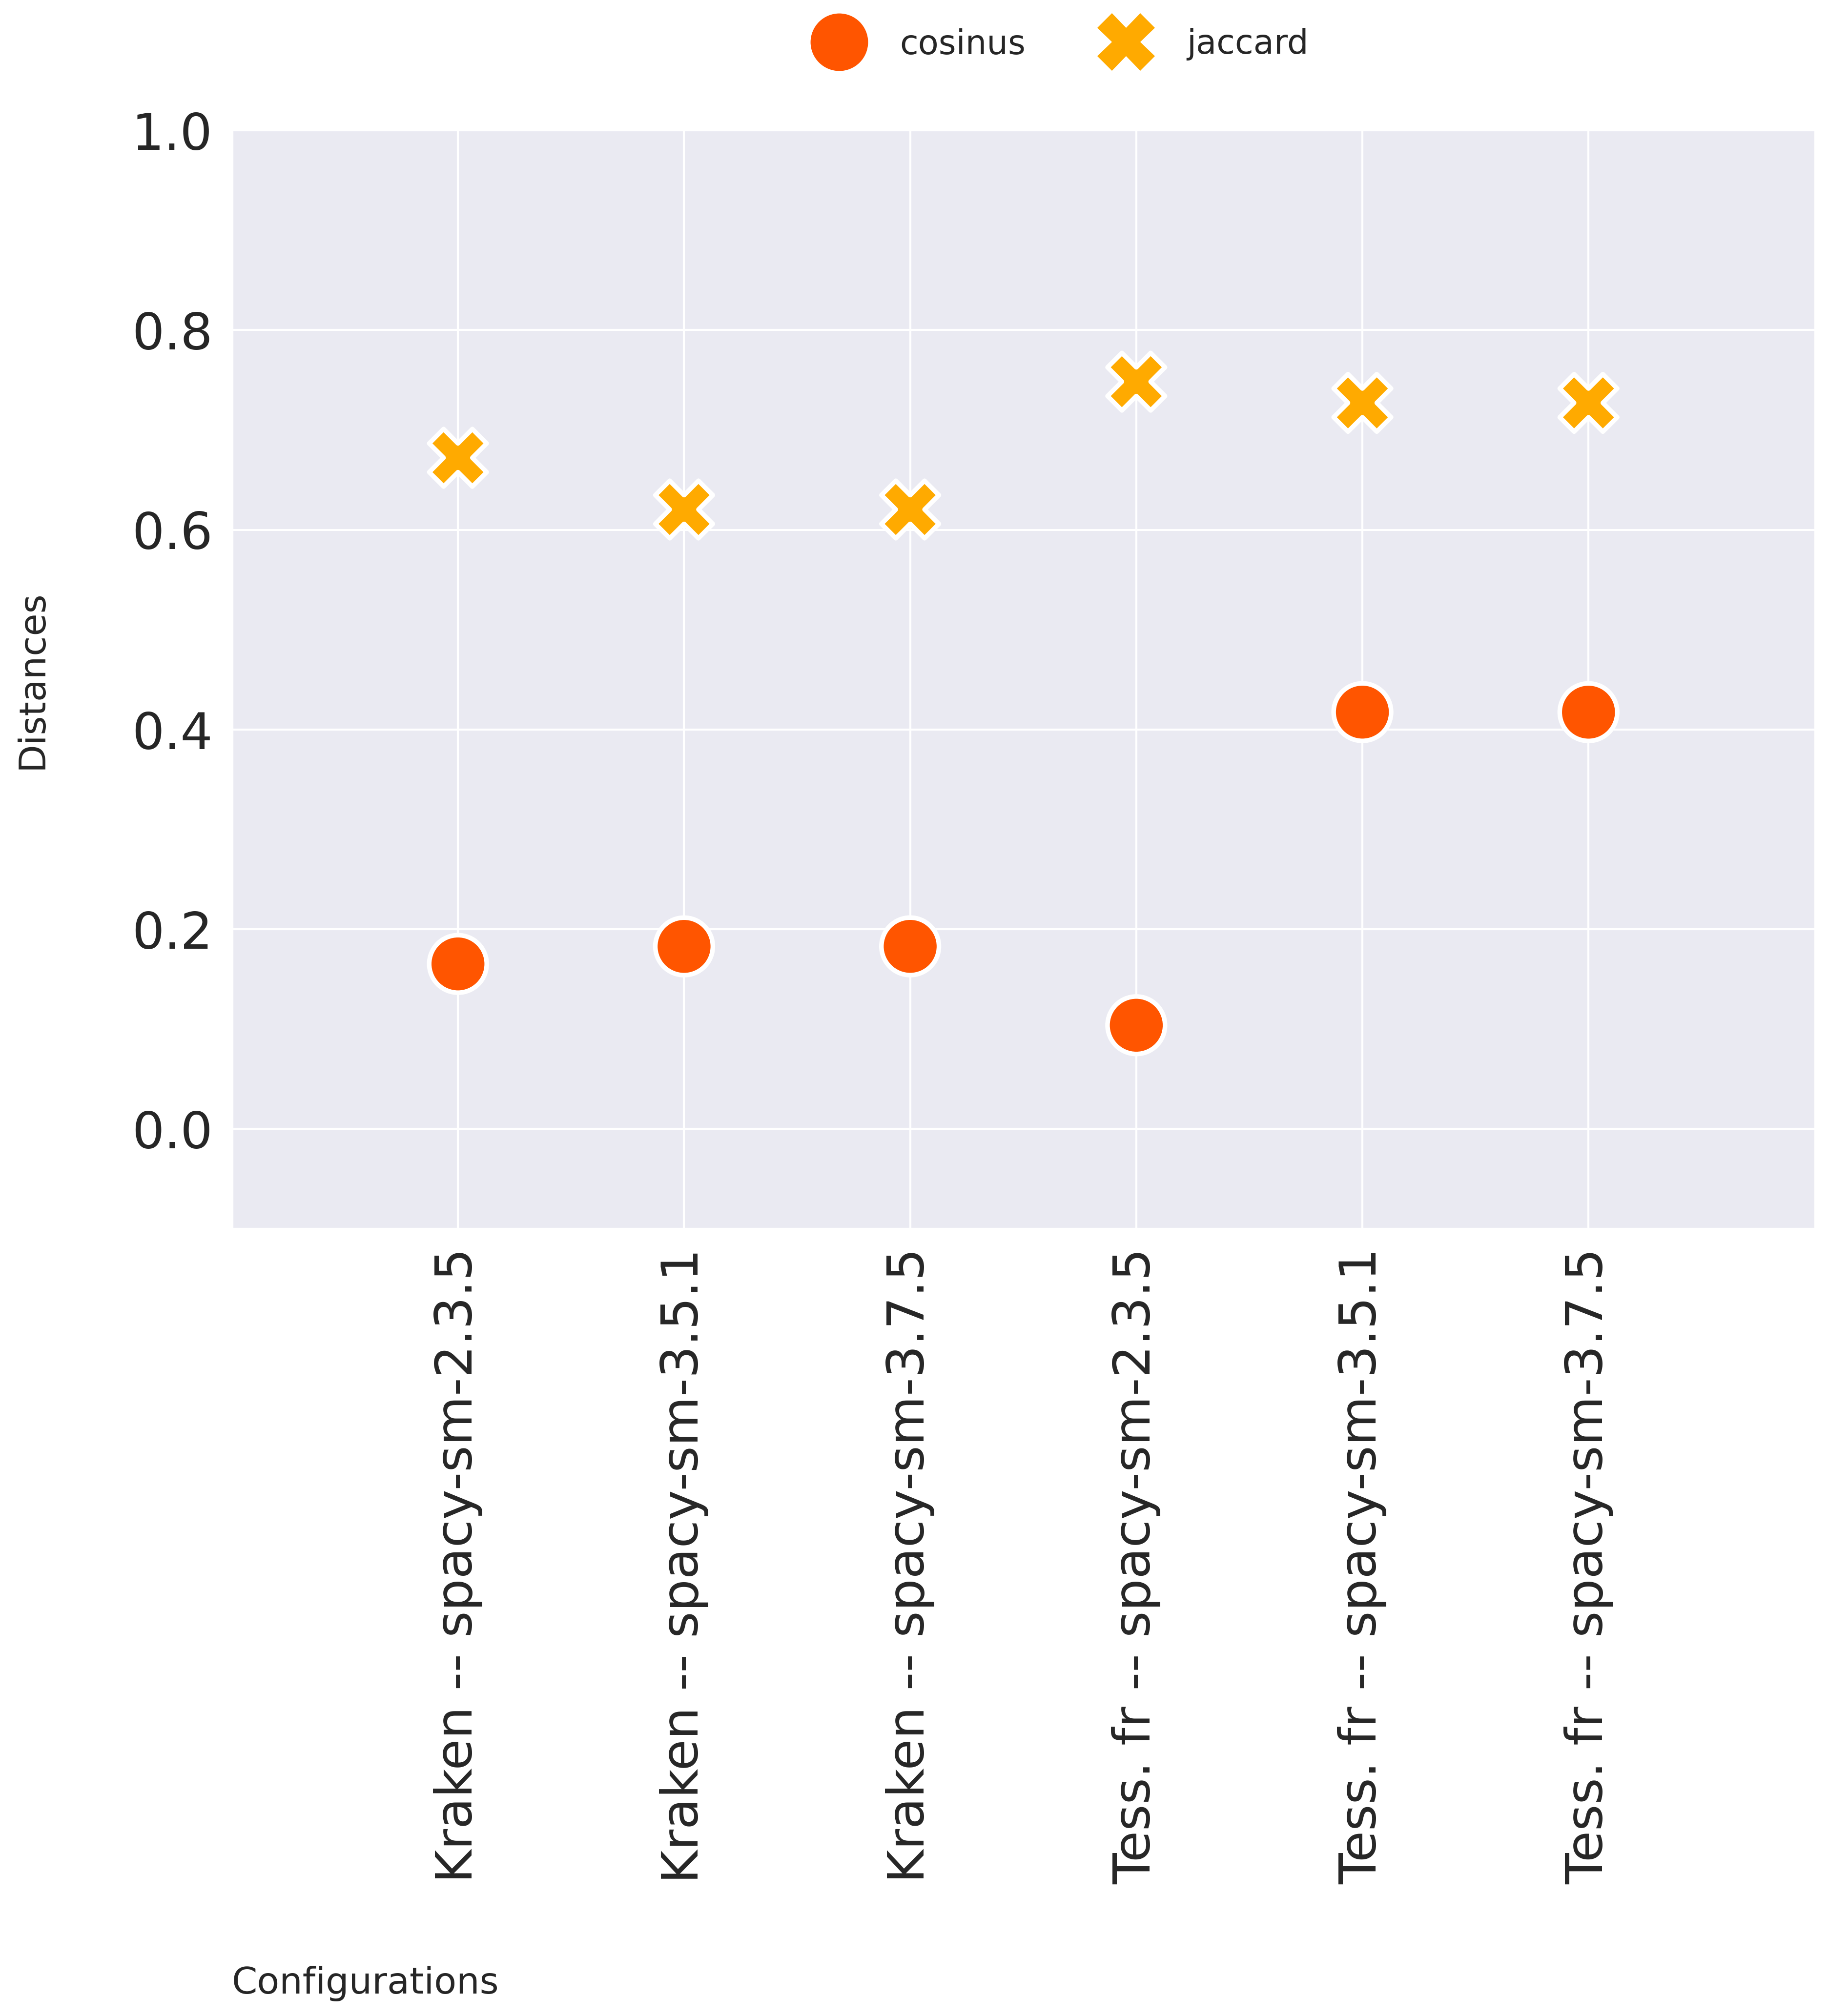 cosinus jaccard
1.0
0.8
0.6
0.4
0.2
0.0
Distances
Kraken -- spacy-sm-2.3.5
Kraken -- spacy-sm-3.5.1
Kraken -- spacy-sm-3.7.5
Tess. fr -- spacy-sm-2.3.5
Tess. fr -- spacy-sm-3.5.1
Tess. fr -- spacy-sm-3.7.5
Configurations